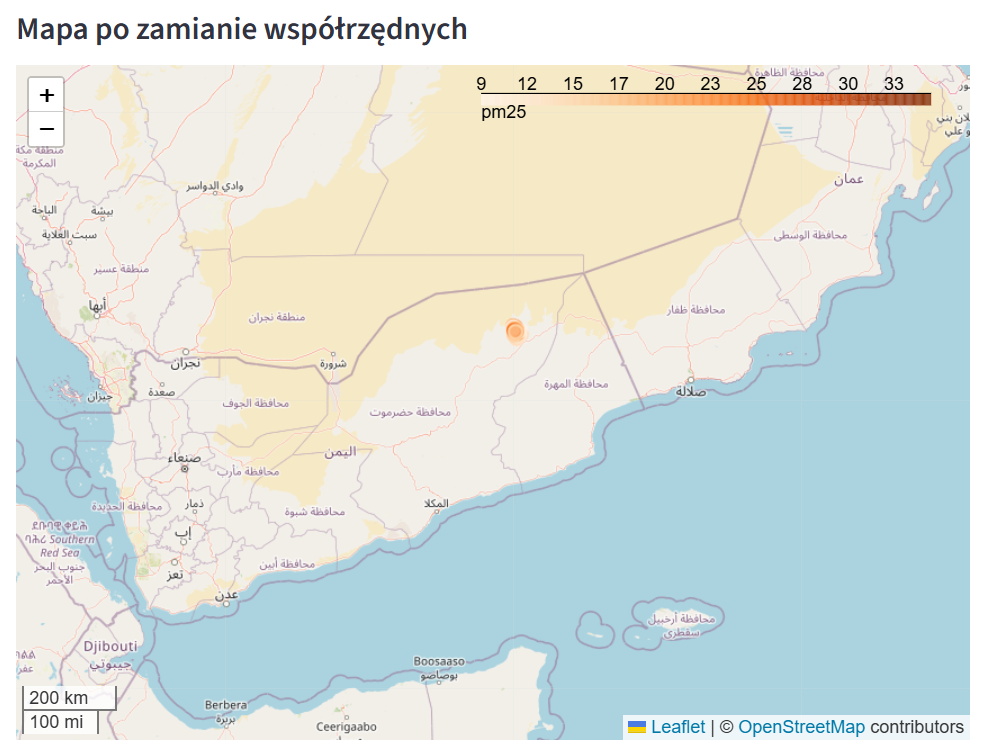 Mapa po zamianie współrzędnych
+
−
9 12 15 17 20 23 25 28 30 33
pm25
محافظة الظاهرة
منطقة مكة
المكرمة
وادي الدواسر
عمان
الباحة
بيشة
سبت العلاية
محافظة الوسطى
منطقة عسير
أبها
منطقة نجران
محافظة ظفار
نجران
شرورة
جيزان
صعدة
محافظة المهرة
صلالة
محافظة الجوف
محافظة حضرموت
صنعاء
اليمن
محافظة مأرب
ذمار
المكلا
محافظة الحديدة
محافظة شبوة
Southern
Red Sea
جنوب البحر
الأحمر
إب
تعز
محافظة أبين
عدن
محافظة أرخبيل
سقطرى
Djibouti
جيبوتي
Boosaaso
بوصاصو
200 km
100 mi
Berbera
بربرة
Ceerigaabo
Leaflet | © OpenStreetMap contributors